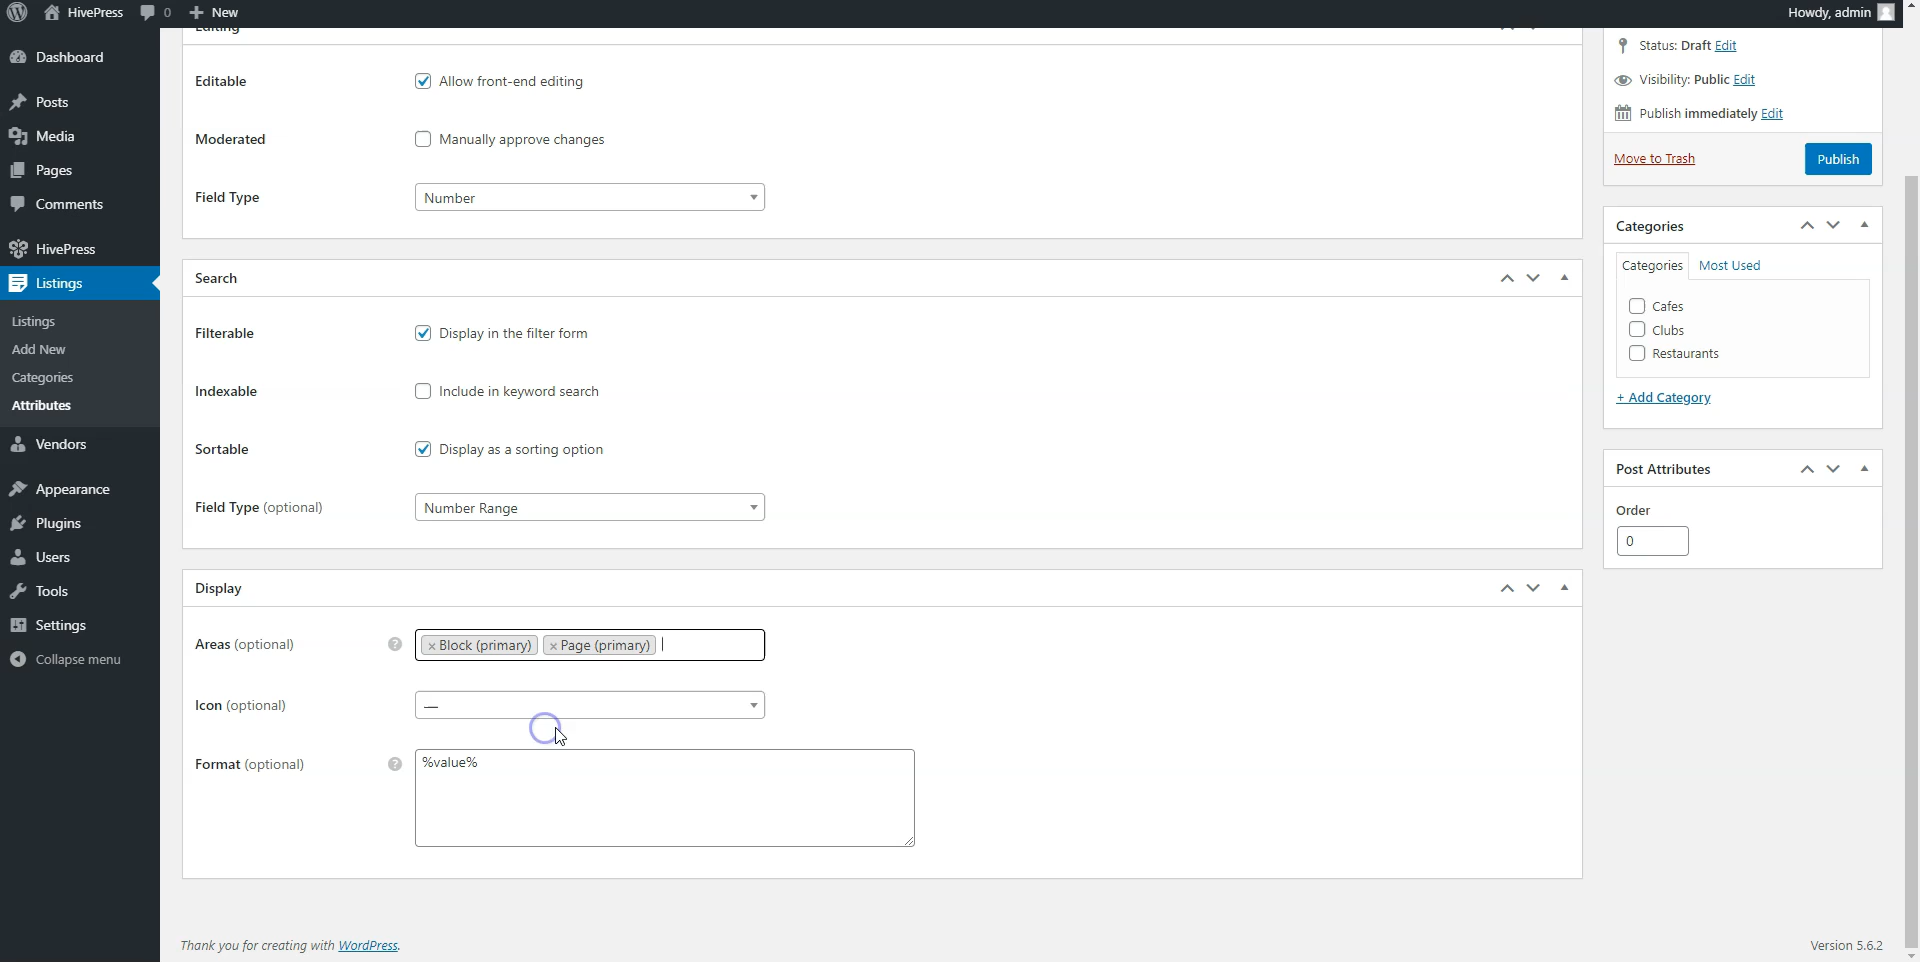 HivePress 0 New Howdy, admin
Dashboard
Posts
Media
Pages
Comments
HivePress
Listings
Listings
Add New
Categories
Attributes
Vendors
Appearance
Plugins
Users
Tools
Settings
Collapse menu
Editing
Editable Allow front-end editing
Moderated Manually approve changes
Field Type Number
Search
Filterable Display in the filter form
Indexable Include in keyword search
Sortable Display as a sorting option
Field Type (optional) Number Range
Display
Areas (optional) ? × Block (primary) × Page (primary)
Icon (optional) —
Format (optional) ? %value%
Status: Draft Edit
Visibility: Public Edit
Publish immediately Edit
Move to Trash Publish
Categories
Categories Most Used
Cafes
Clubs
Restaurants
+ Add Category
Post Attributes
Order
0
Thank you for creating with WordPress. Version 5.6.2